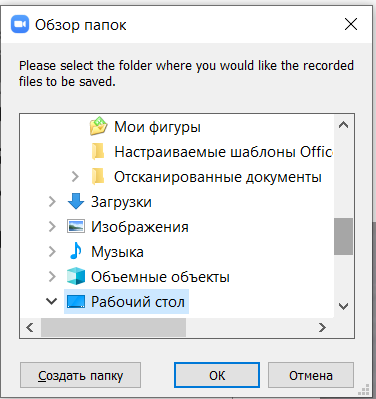 Обзор папок
Please select the folder where you would like the recorded
files to be saved.
Мои фигуры
Настраиваемые шаблоны Office
Отсканированные документы
Загрузки
Изображения
Музыка
Объемные объекты
Рабочий стол
Создать папку
OK
Отмена